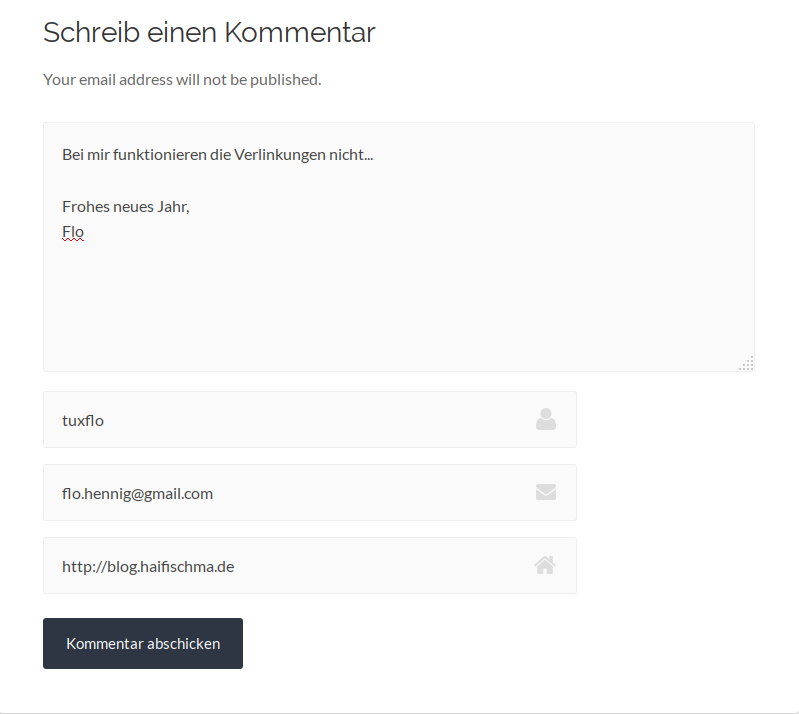 Schreib einen Kommentar
Your email address will not be published.
Bei mir funktionieren die Verlinkungen nicht...
Frohes neues Jahr,
Flo
tuxflo
flo.hennig@gmail.com
http://blog.haifischma.de
Kommentar abschicken